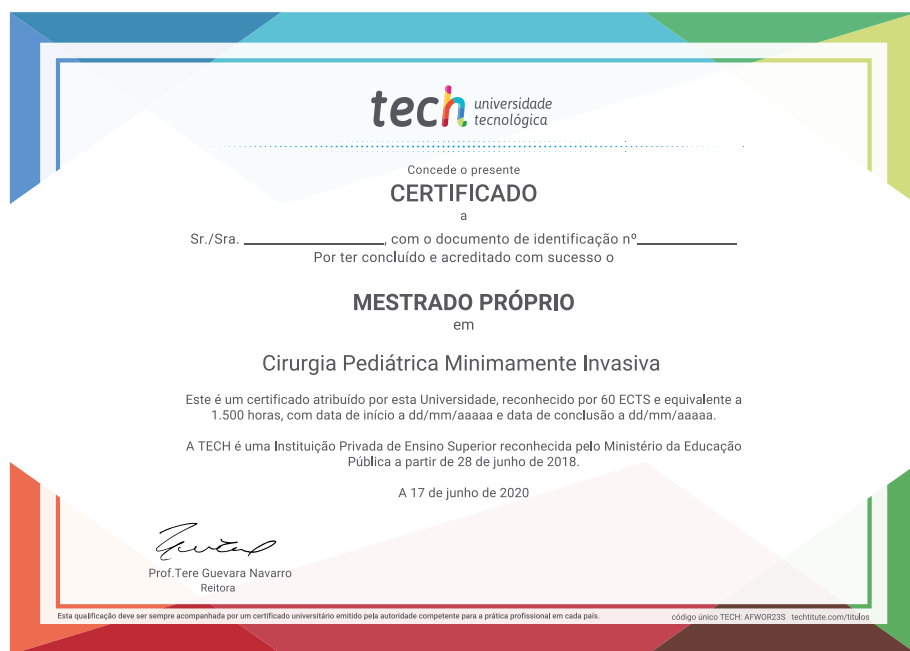 tech universidade
tecnológica
Concede o presente
CERTIFICADO
a
Sr./Sra. ________________, com o documento de identificação nº____________
Por ter concluído e acreditado com sucesso o
MESTRADO PRÓPRIO
em
Cirurgia Pediátrica Minimamente Invasiva
Este é um certificado atribuído por esta Universidade, reconhecido por 60 ECTS e equivalente a
1.500 horas, com data de início a dd/mm/aaaaa e data de conclusão a dd/mm/aaaaa.
A TECH é uma Instituição Privada de Ensino Superior reconhecida pelo Ministério da Educação
Pública a partir de 28 de junho de 2018.
A 17 de junho de 2020
Prof.Tere Guevara Navarro
Reitora
Esta qualificação deve ser sempre acompanhada por um certificado universitário emitido pela autoridade competente para a prática profissional em cada país.
código único TECH: AFWOR23S techtitute.com/titulos